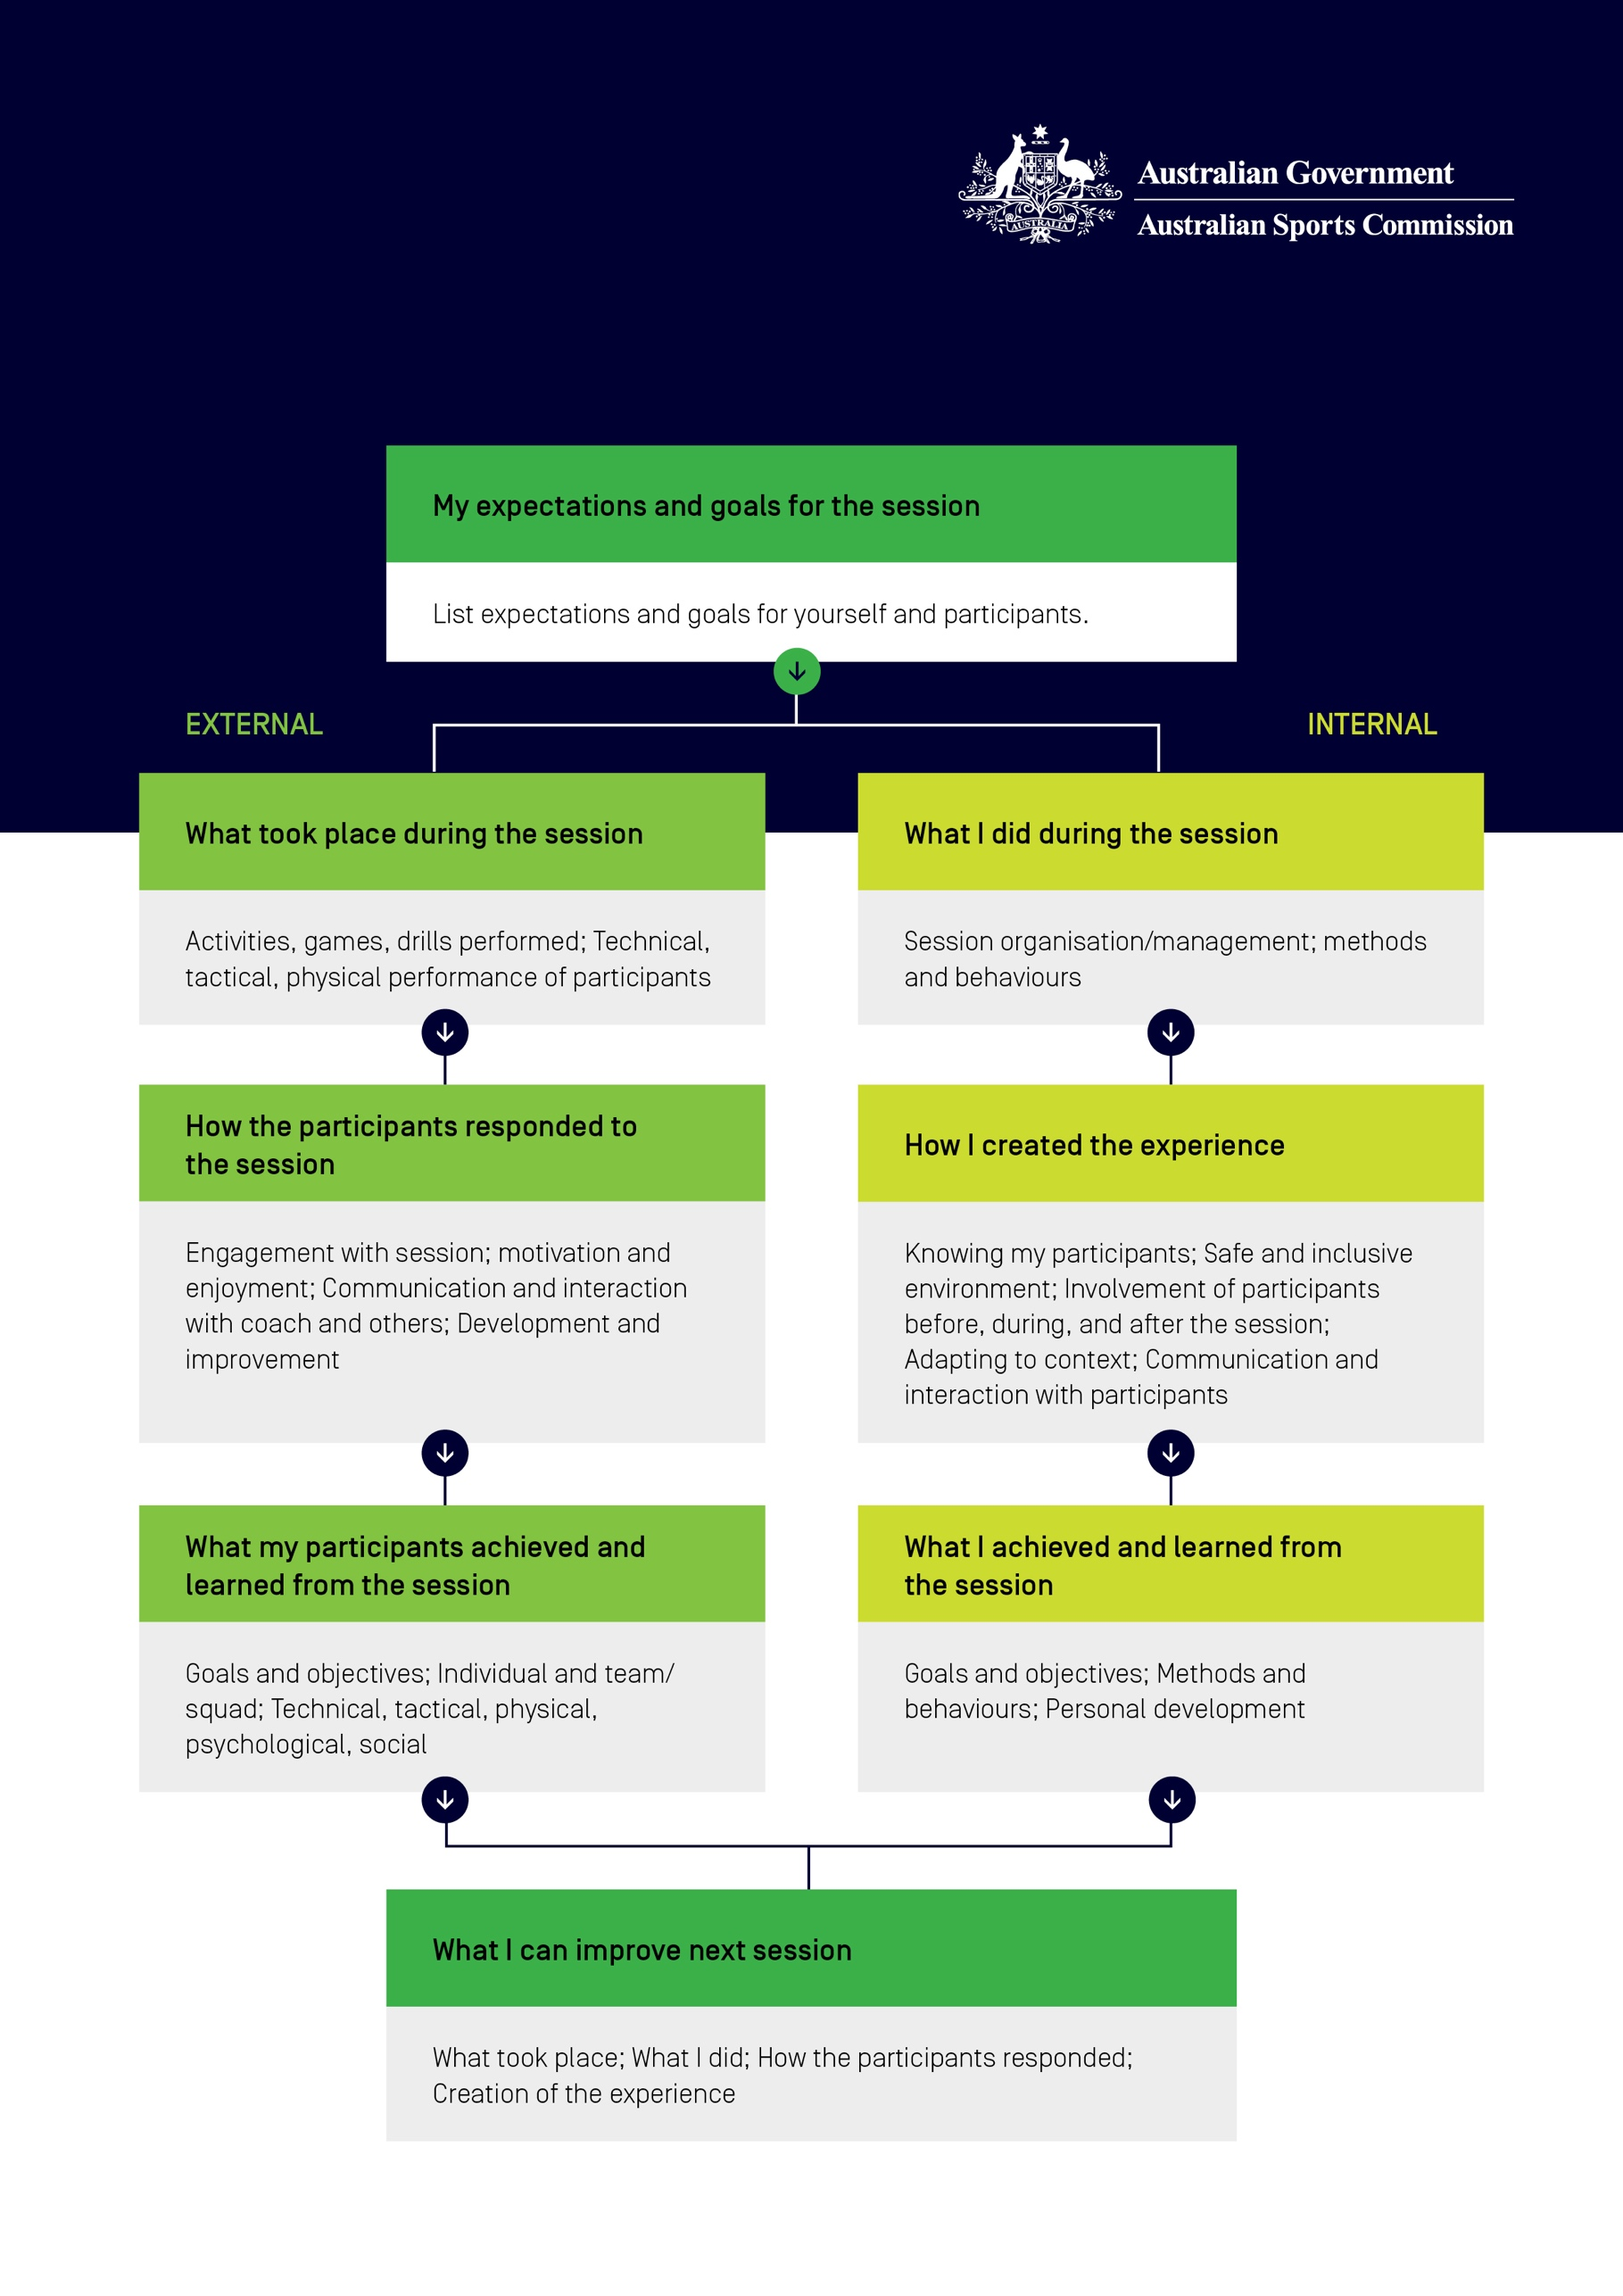 AUSTRALIA
Australian Government
Australian Sports Commission
My expectations and goals for the session
List expectations and goals for yourself and participants.
EXTERNAL
INTERNAL
What took place during the session
Activities, games, drills performed; Technical,
tactical, physical performance of participants
What I did during the session
Session organisation/management; methods
and behaviours
How the participants responded to
the session
Engagement with session; motivation and
enjoyment; Communication and interaction
with coach and others; Development and
improvement
How I created the experience
Knowing my participants; Safe and inclusive
environment; Involvement of participants
before, during, and after the session;
Adapting to context; Communication and
interaction with participants
What my participants achieved and
learned from the session
Goals and objectives; Individual and team/
squad; Technical, tactical, physical,
psychological, social
What I achieved and learned from
the session
Goals and objectives; Methods and
behaviours; Personal development
What I can improve next session
What took place; What I did; How the participants responded;
Creation of the experience